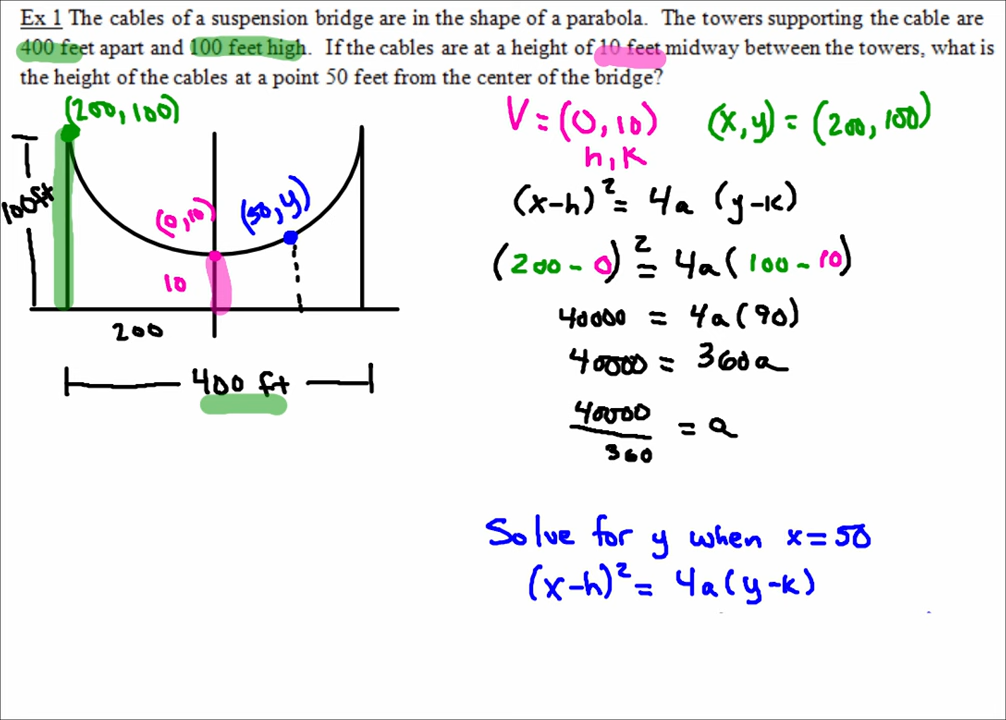 Ex 1 The cables of a suspension bridge are in the shape of a parabola. The towers supporting the cable are
400 feet apart and 100 feet high. If the cables are at a height of 10 feet midway between the towers, what is
the height of the cables at a point 50 feet from the center of the bridge?
(200, 100)
V = (0, 10)
h, K
(x, y) = (200, 100)
100ft
(0, 10)
(50, y)
10
200
400 ft
(x-h)² = 4a (y-K)
(200 - 0)² = 4a (100 - 10)
40000 = 4a (90)
40000 = 360a
40000
360
= a
Solve for y when x = 50
(x-h)² = 4a (y-k)